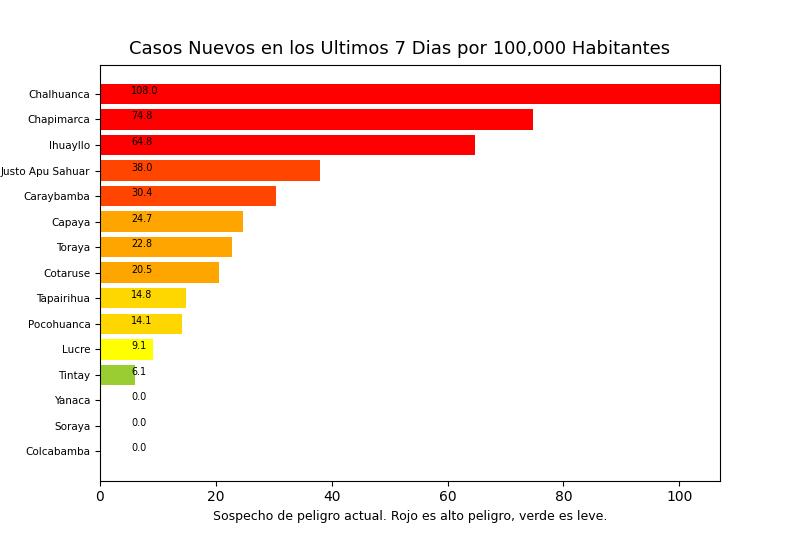 Casos Nuevos en los Ultimos 7 Dias por 100,000 Habitantes
Chalhuanca 108.0
Chapimarca 74.8
Ihuayllo 64.8
Justo Apu Sahuar 38.0
Caraybamba 30.4
Capaya 24.7
Toraya 22.8
Cotaruse 20.5
Tapairihua 14.8
Pocohuanca 14.1
Lucre 9.1
Tintay 6.1
Yanaca 0.0
Soraya 0.0
Colcabamba 0.0
0 20 40 60 80 100
Sospecho de peligro actual. Rojo es alto peligro, verde es leve.